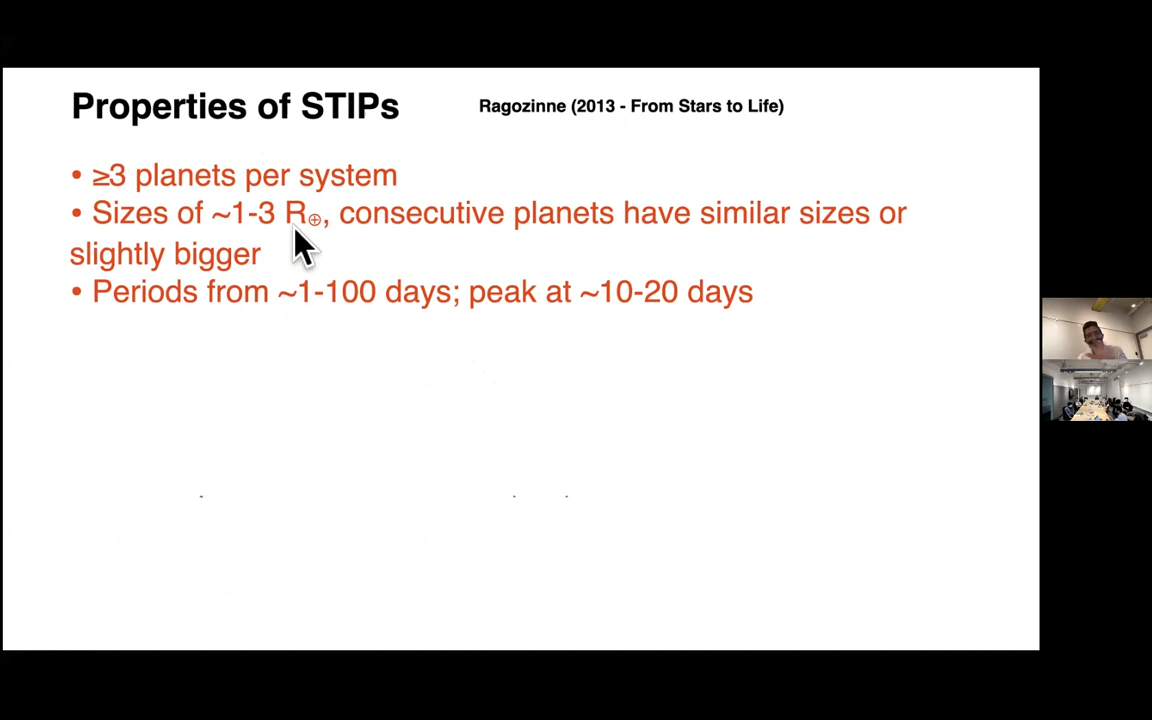 Properties of STIPs
Ragozinne (2013 - From Stars to Life)
• ≥3 planets per system
• Sizes of ~1-3 R⊕, consecutive planets have similar sizes or
slightly bigger
• Periods from ~1-100 days; peak at ~10-20 days